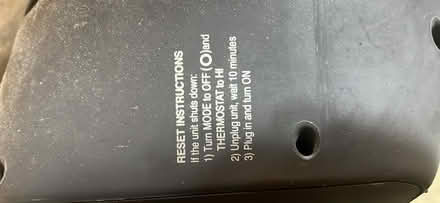 RESET INSTRUCTIONS
If the unit shuts down:
1) Turn MODE to OFF (O)and
THERMOSTAT to HI
2) Unplug unit, wait 10 minutes
3) Plug in and turn ON